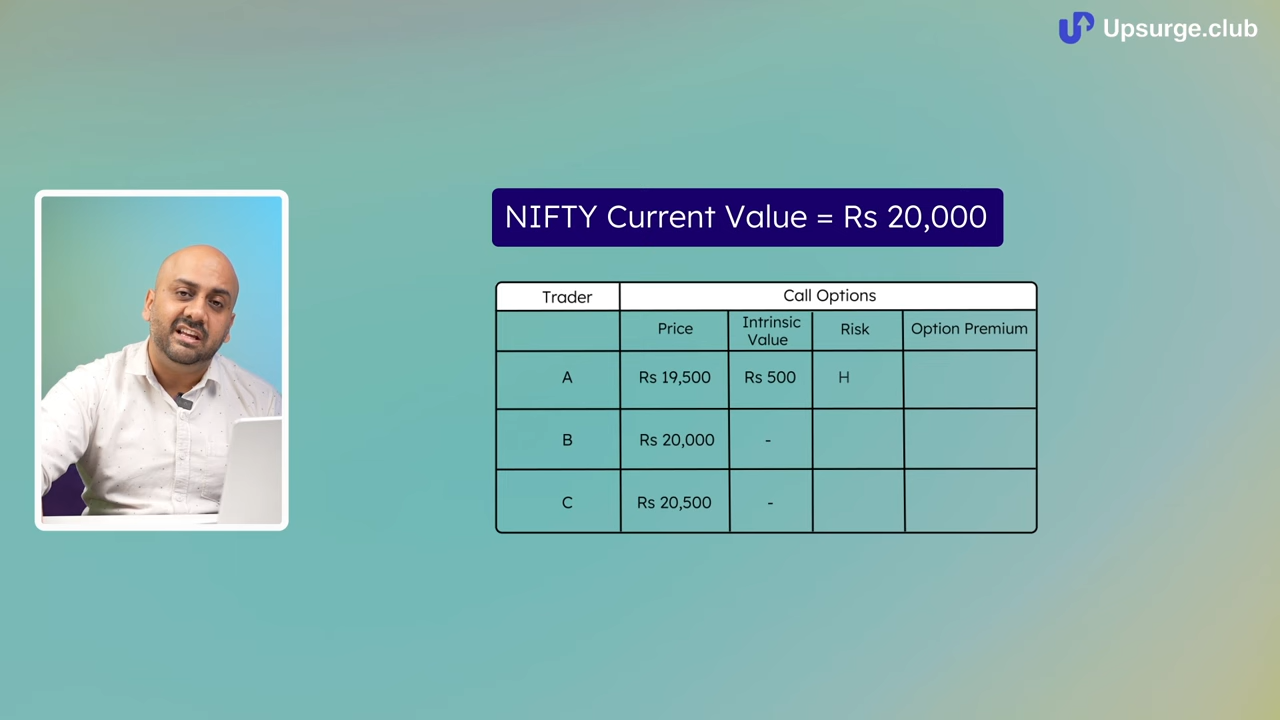 Upsurge.club
NIFTY Current Value = Rs 20,000
Trader Call Options
Price Intrinsic Value Risk Option Premium
A Rs 19,500 Rs 500 H
B Rs 20,000 -
C Rs 20,500 -